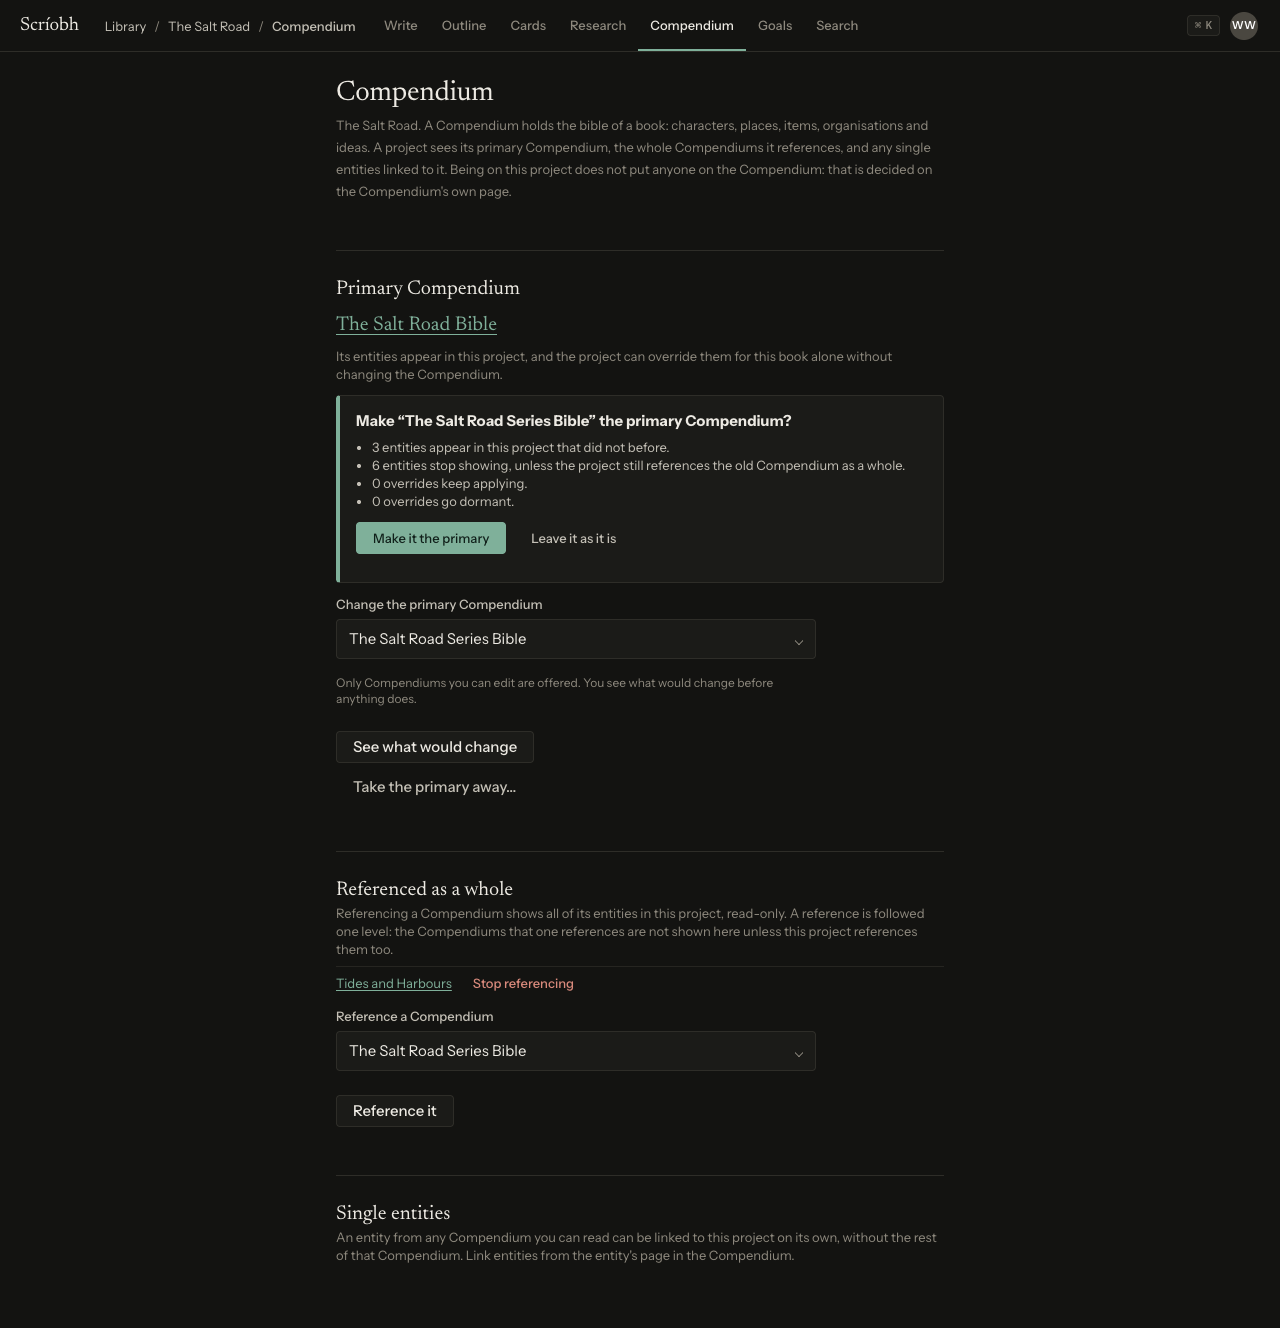 Scríobh
Library / The Salt Road / Compendium
Write Outline Cards Research Compendium Goals Search
⌘ K
WW
Compendium
The Salt Road. A Compendium holds the bible of a book: characters, places, items, organisations and
ideas. A project sees its primary Compendium, the whole Compendiums it references, and any single
entities linked to it. Being on this project does not put anyone on the Compendium: that is decided on
the Compendium's own page.
Primary Compendium
The Salt Road Bible
Its entities appear in this project, and the project can override them for this book alone without
changing the Compendium.
Make “The Salt Road Series Bible” the primary Compendium?
• 3 entities appear in this project that did not before.
• 6 entities stop showing, unless the project still references the old Compendium as a whole.
• 0 overrides keep applying.
• 0 overrides go dormant.
Make it the primary
Leave it as it is
Change the primary Compendium
The Salt Road Series Bible
Only Compendiums you can edit are offered. You see what would change before
anything does.
See what would change
Take the primary away…
Referenced as a whole
Referencing a Compendium shows all of its entities in this project, read-only. A reference is followed
one level: the Compendiums that one references are not shown here unless this project references
them too.
Tides and Harbours
Stop referencing
Reference a Compendium
The Salt Road Series Bible
Reference it
Single entities
An entity from any Compendium you can read can be linked to this project on its own, without the rest
of that Compendium. Link entities from the entity's page in the Compendium.